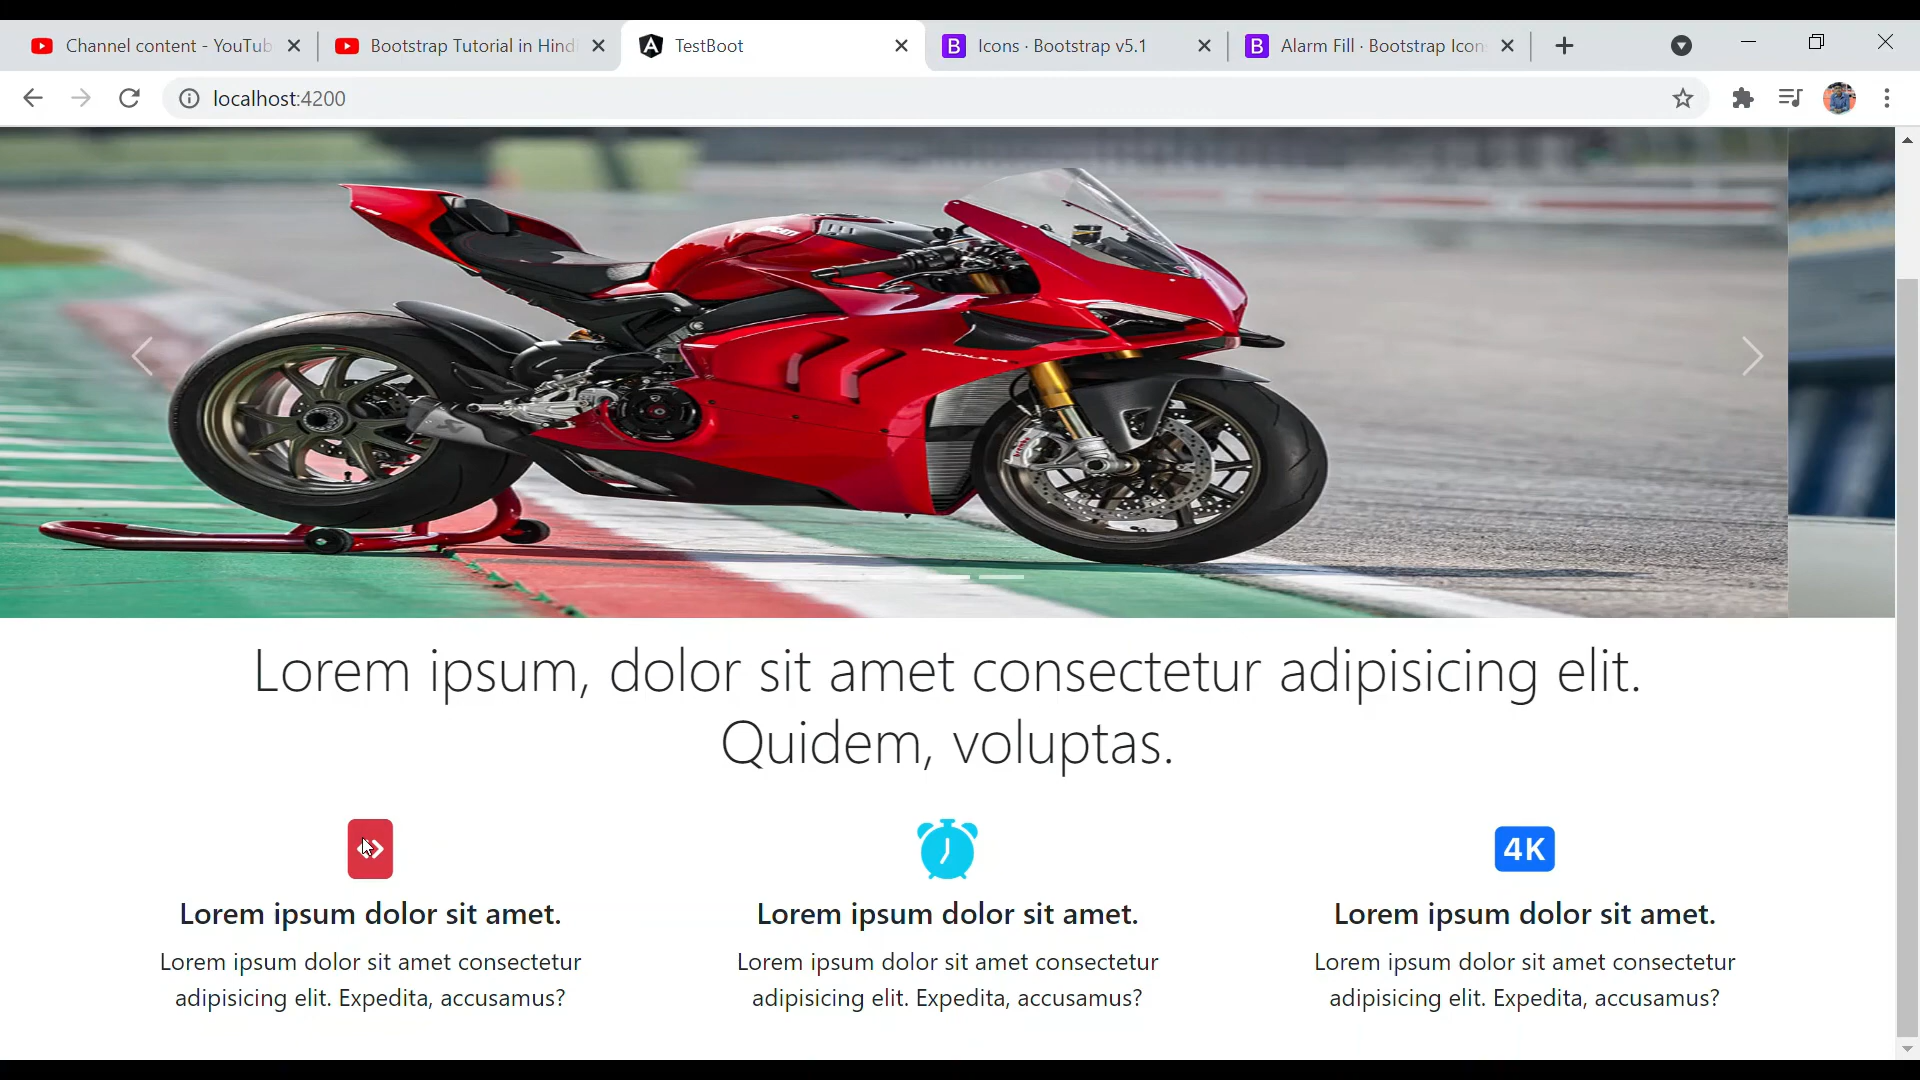 Channel content - YouTub
Bootstrap Tutorial in Hind
TestBoot
Icons · Bootstrap v5.1
Alarm Fill · Bootstrap Icon
localhost:4200
Lorem ipsum, dolor sit amet consectetur adipisicing elit.
Quidem, voluptas.
4K
Lorem ipsum dolor sit amet.
Lorem ipsum dolor sit amet consectetur
adipisicing elit. Expedita, accusamus?
Lorem ipsum dolor sit amet.
Lorem ipsum dolor sit amet consectetur
adipisicing elit. Expedita, accusamus?
Lorem ipsum dolor sit amet.
Lorem ipsum dolor sit amet consectetur
adipisicing elit. Expedita, accusamus?